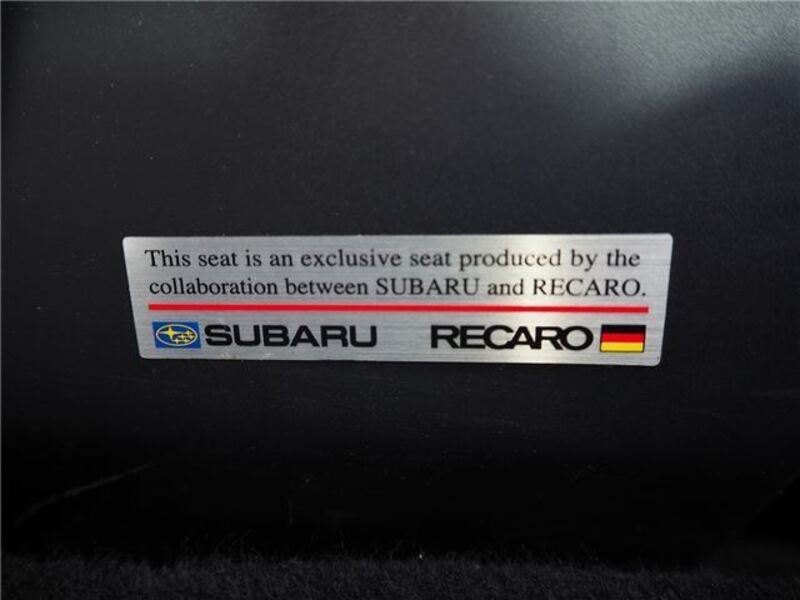 This seat is an exclusive seat produced by the
collaboration between SUBARU and RECARO.
SUBARU RECARO